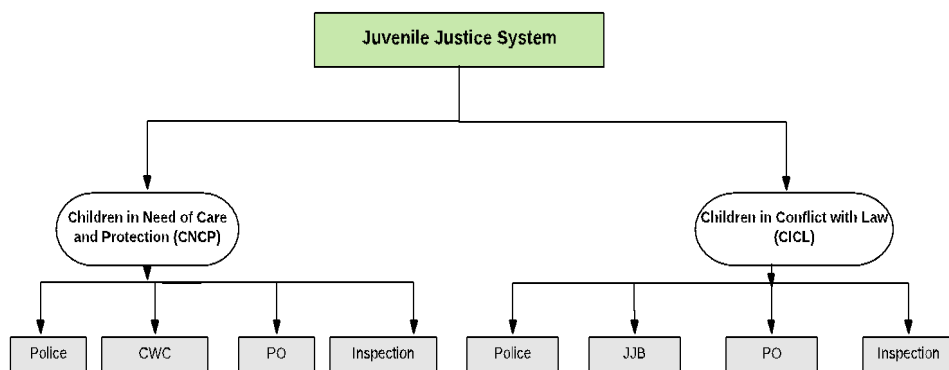 Juvenile Justice System
Children in Need of Care
and Protection (CNCP)
Children in Conflict with Law
(CICL)
Police
CWC
PO
Inspection
Police
JJB
PO
Inspection